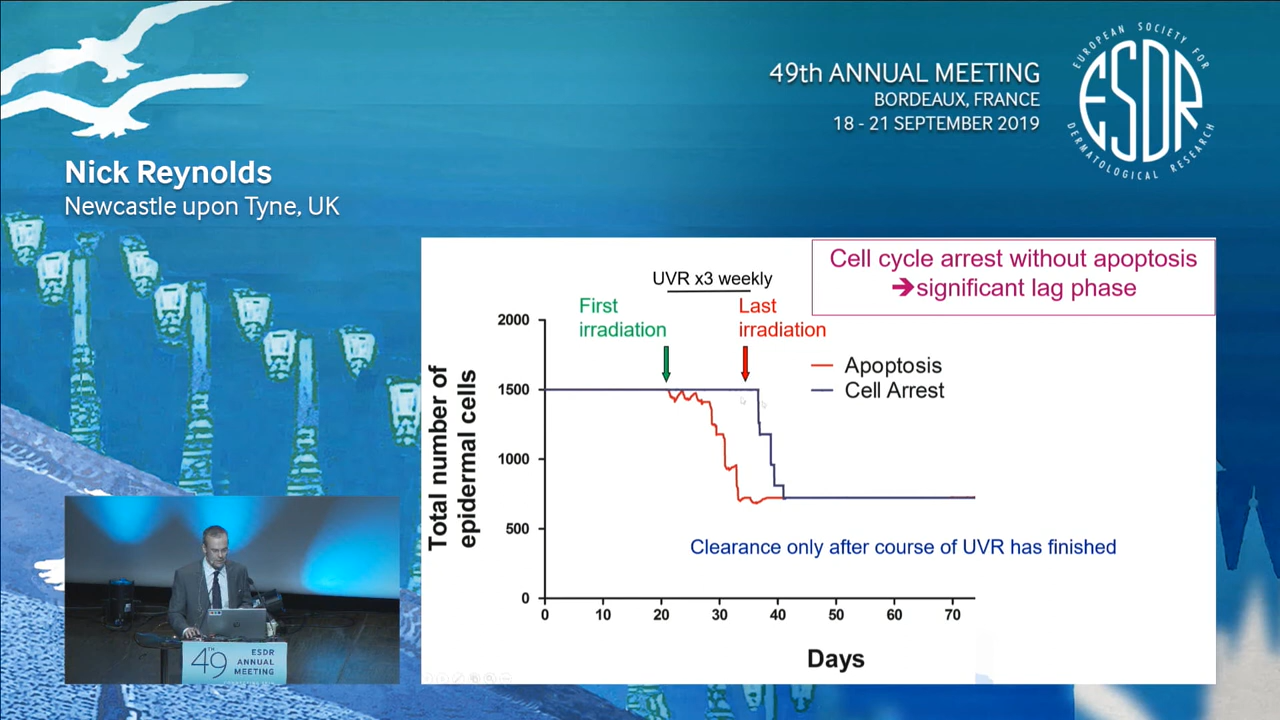 49th ANNUAL MEETING
BORDEAUX, FRANCE
18 - 21 SEPTEMBER 2019
EUROPEAN SOCIETY FOR
ESDR
DERMATOLOGICAL RESEARCH
Nick Reynolds
Newcastle upon Tyne, UK
Cell cycle arrest without apoptosis
➔significant lag phase
UVR x3 weekly
First
irradiation
Last
irradiation
Apoptosis
Cell Arrest
Total number of
epidermal cells
2000
1500
1000
500
0
Clearance only after course of UVR has finished
0 10 20 30 40 50 60 70
Days
49TH
ESDR
ANNUAL
MEETING